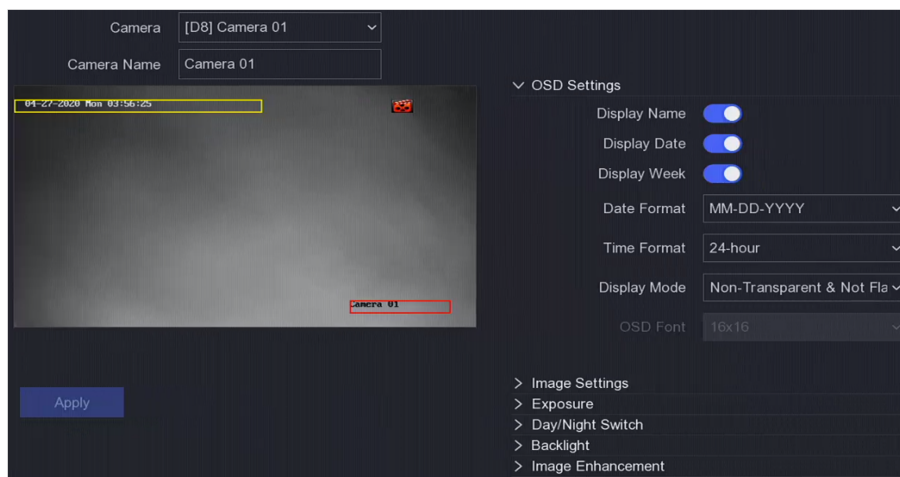 Camera [D8] Camera 01
Camera Name Camera 01
04-27-2020 Mon 03:56:25
Camera 01
Apply
OSD Settings
Display Name
Display Date
Display Week
Date Format MM-DD-YYYY
Time Format 24-hour
Display Mode Non-Transparent & Not Fla
OSD Font 16x16
Image Settings
Exposure
Day/Night Switch
Backlight
Image Enhancement